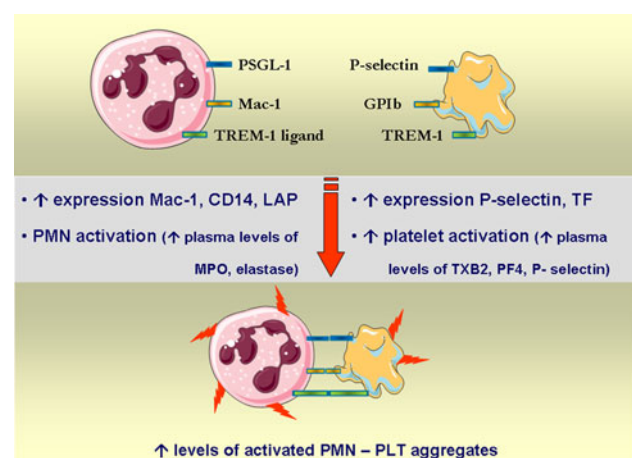 PSGL-1
Mac-1
TREM-1 ligand
P-selectin
GPIb
TREM-1
• ↑ expression Mac-1, CD14, LAP
• PMN activation (↑ plasma levels of
MPO, elastase)
• ↑ expression P-selectin, TF
• ↑ platelet activation (↑ plasma
levels of TXB2, PF4, P- selectin)
↑ levels of activated PMN – PLT aggregates